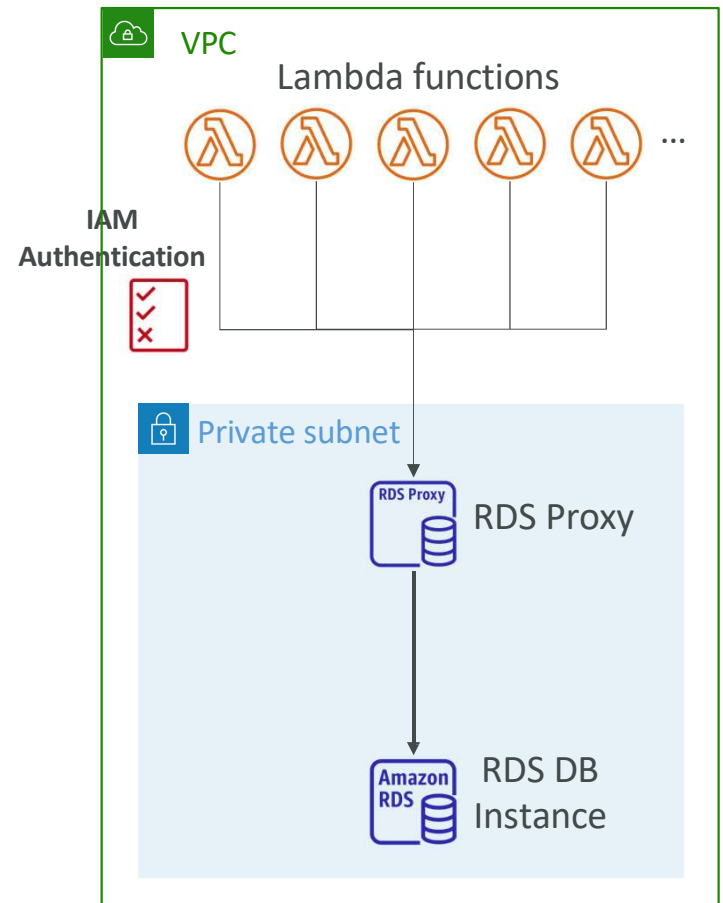 VPC
Lambda functions
...
IAM
Authentication
Private subnet
RDS Proxy
RDS Proxy
Amazon
RDS
RDS DB
Instance